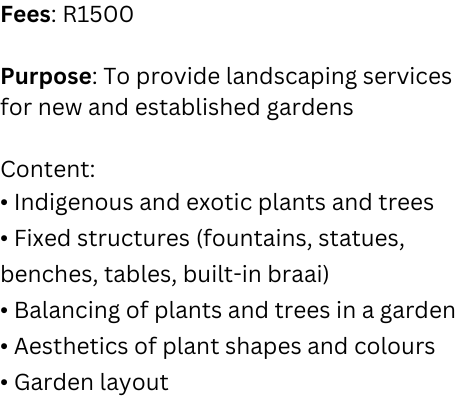 Fees: R1500
Purpose: To provide landscaping services
for new and established gardens
Content:
• Indigenous and exotic plants and trees
• Fixed structures (fountains, statues,
benches, tables, built-in braai)
• Balancing of plants and trees in a garden
• Aesthetics of plant shapes and colours
• Garden layout